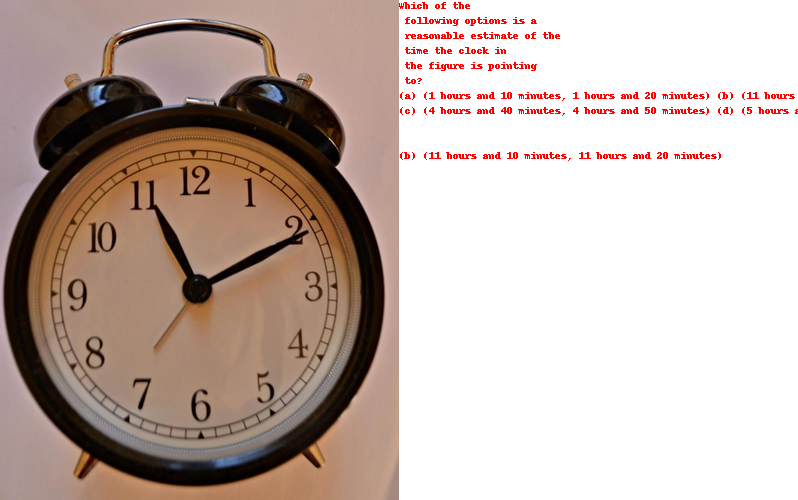 Which of the
following options is a
reasonable estimate of the
time the clock in
the figure is pointing
to?
(a) (1 hours and 10 minutes, 1 hours and 20 minutes) (b) (11 hours
(c) (4 hours and 40 minutes, 4 hours and 50 minutes) (d) (5 hours
(b) (11 hours and 10 minutes, 11 hours and 20 minutes)
12
11
1
10
2
9
3
8
4
7
5
6